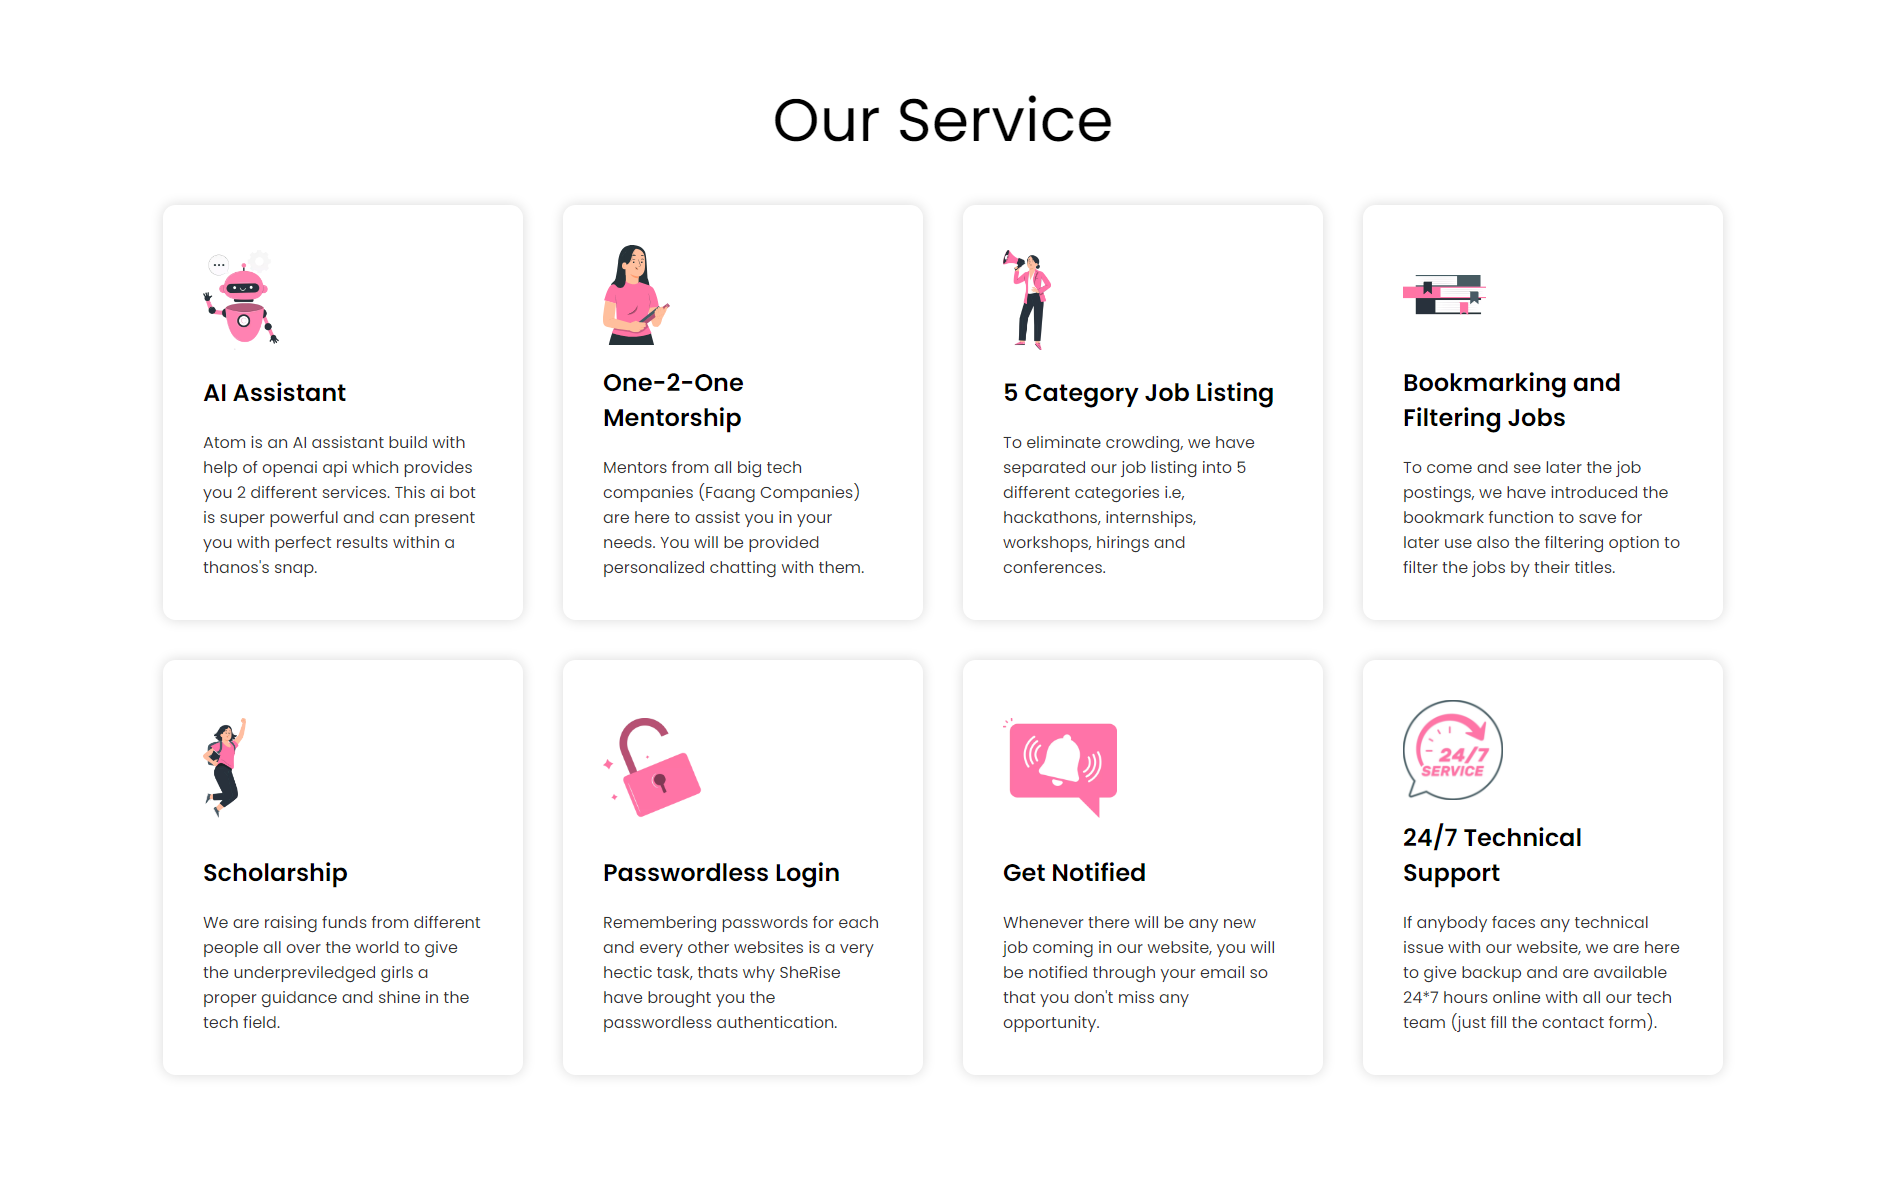 Our Service
AI Assistant
Atom is an AI assistant build with
help of openai api which provides
you 2 different services. This ai bot
is super powerful and can present
you with perfect results within a
thanos's snap.
One-2-One
Mentorship
Mentors from all big tech
companies (Faang Companies)
are here to assist you in your
needs. You will be provided
personalized chatting with them.
5 Category Job Listing
To eliminate crowding, we have
separated our job listing into 5
different categories i.e,
hackathons, internships,
workshops, hirings and
conferences.
Bookmarking and
Filtering Jobs
To come and see later the job
postings, we have introduced the
bookmark function to save for
later use also the filtering option to
filter the jobs by their titles.
Scholarship
We are raising funds from different
people all over the world to give
the underpreviledged girls a
proper guidance and shine in the
tech field.
Passwordless Login
Remembering passwords for each
and every other websites is a very
hectic task, thats why SheRise
have brought you the
passwordless authentication.
Get Notified
Whenever there will be any new
job coming in our website, you will
be notified through your email so
that you don't miss any
opportunity.
24/7
SERVICE
24/7 Technical
Support
If anybody faces any technical
issue with our website, we are here
to give backup and are available
24*7 hours online with all our tech
team (just fill the contact form).